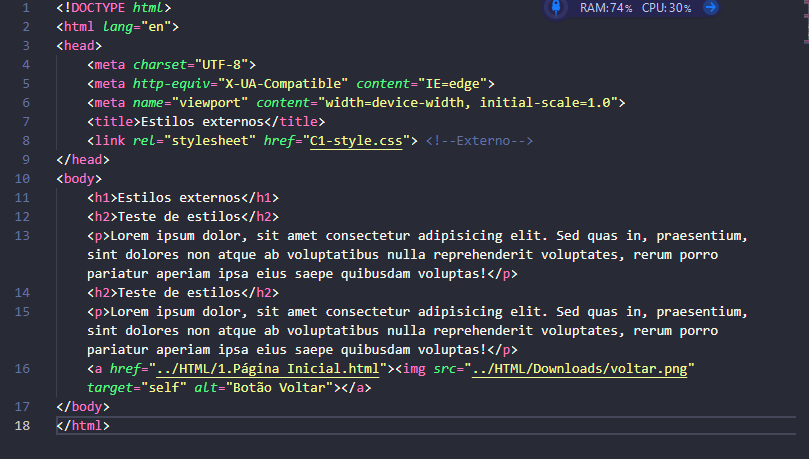 RAM:74% CPU:30%
1 <!DOCTYPE html>
2 <html lang="en">
3 <head>
4 <meta charset="UTF-8">
5 <meta http-equiv="X-UA-Compatible" content="IE=edge">
6 <meta name="viewport" content="width=device-width, initial-scale=1.0">
7 <title>Estilos externos</title>
8 <link rel="stylesheet" href="C1-style.css"> <!--Externo-->
9 </head>
10 <body>
11 <h1>Estilos externos</h1>
12 <h2>Teste de estilos</h2>
13 <p>Lorem ipsum dolor, sit amet consectetur adipisicing elit. Sed quas in, praesentium,
sint dolores non atque ab voluptatibus nulla reprehenderit voluptates, rerum porro
pariatur aperiam ipsa eius saepe quibusdam voluptas!</p>
14 <h2>Teste de estilos</h2>
15 <p>Lorem ipsum dolor, sit amet consectetur adipisicing elit. Sed quas in, praesentium,
sint dolores non atque ab voluptatibus nulla reprehenderit voluptates, rerum porro
pariatur aperiam ipsa eius saepe quibusdam voluptas!</p>
16 <a href="../HTML/1.Página Inicial.html"><img src="../HTML/Downloads/voltar.png"
target="self" alt="Botão Voltar"></a>
17 </body>
18 </html>